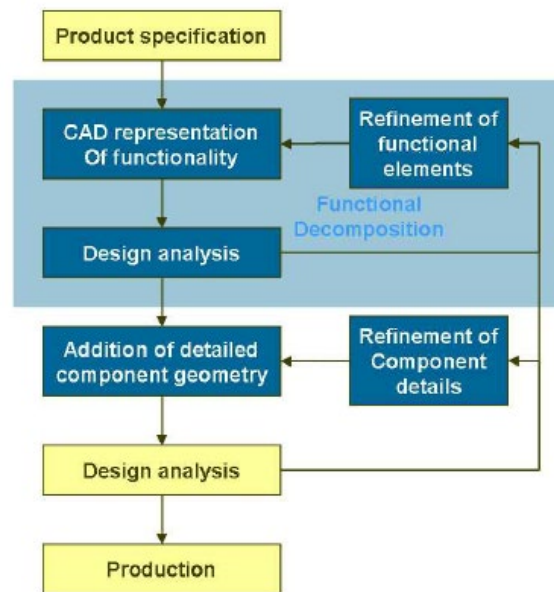 Product specification
CAD representation
Of functionality
Refinement of
functional
elements
Functional
Decomposition
Design analysis
Addition of detailed
component geometry
Refinement of
Component
details
Design analysis
Production